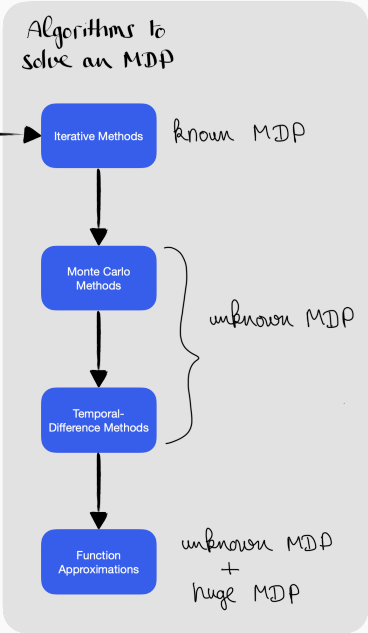 Algorithms to
solve an MDP
Iterative Methods
known MDP
Monte Carlo
Methods
unknown MDP
Temporal-
Difference Methods
Function
Approximations
unknown MDP
+
huge MDP